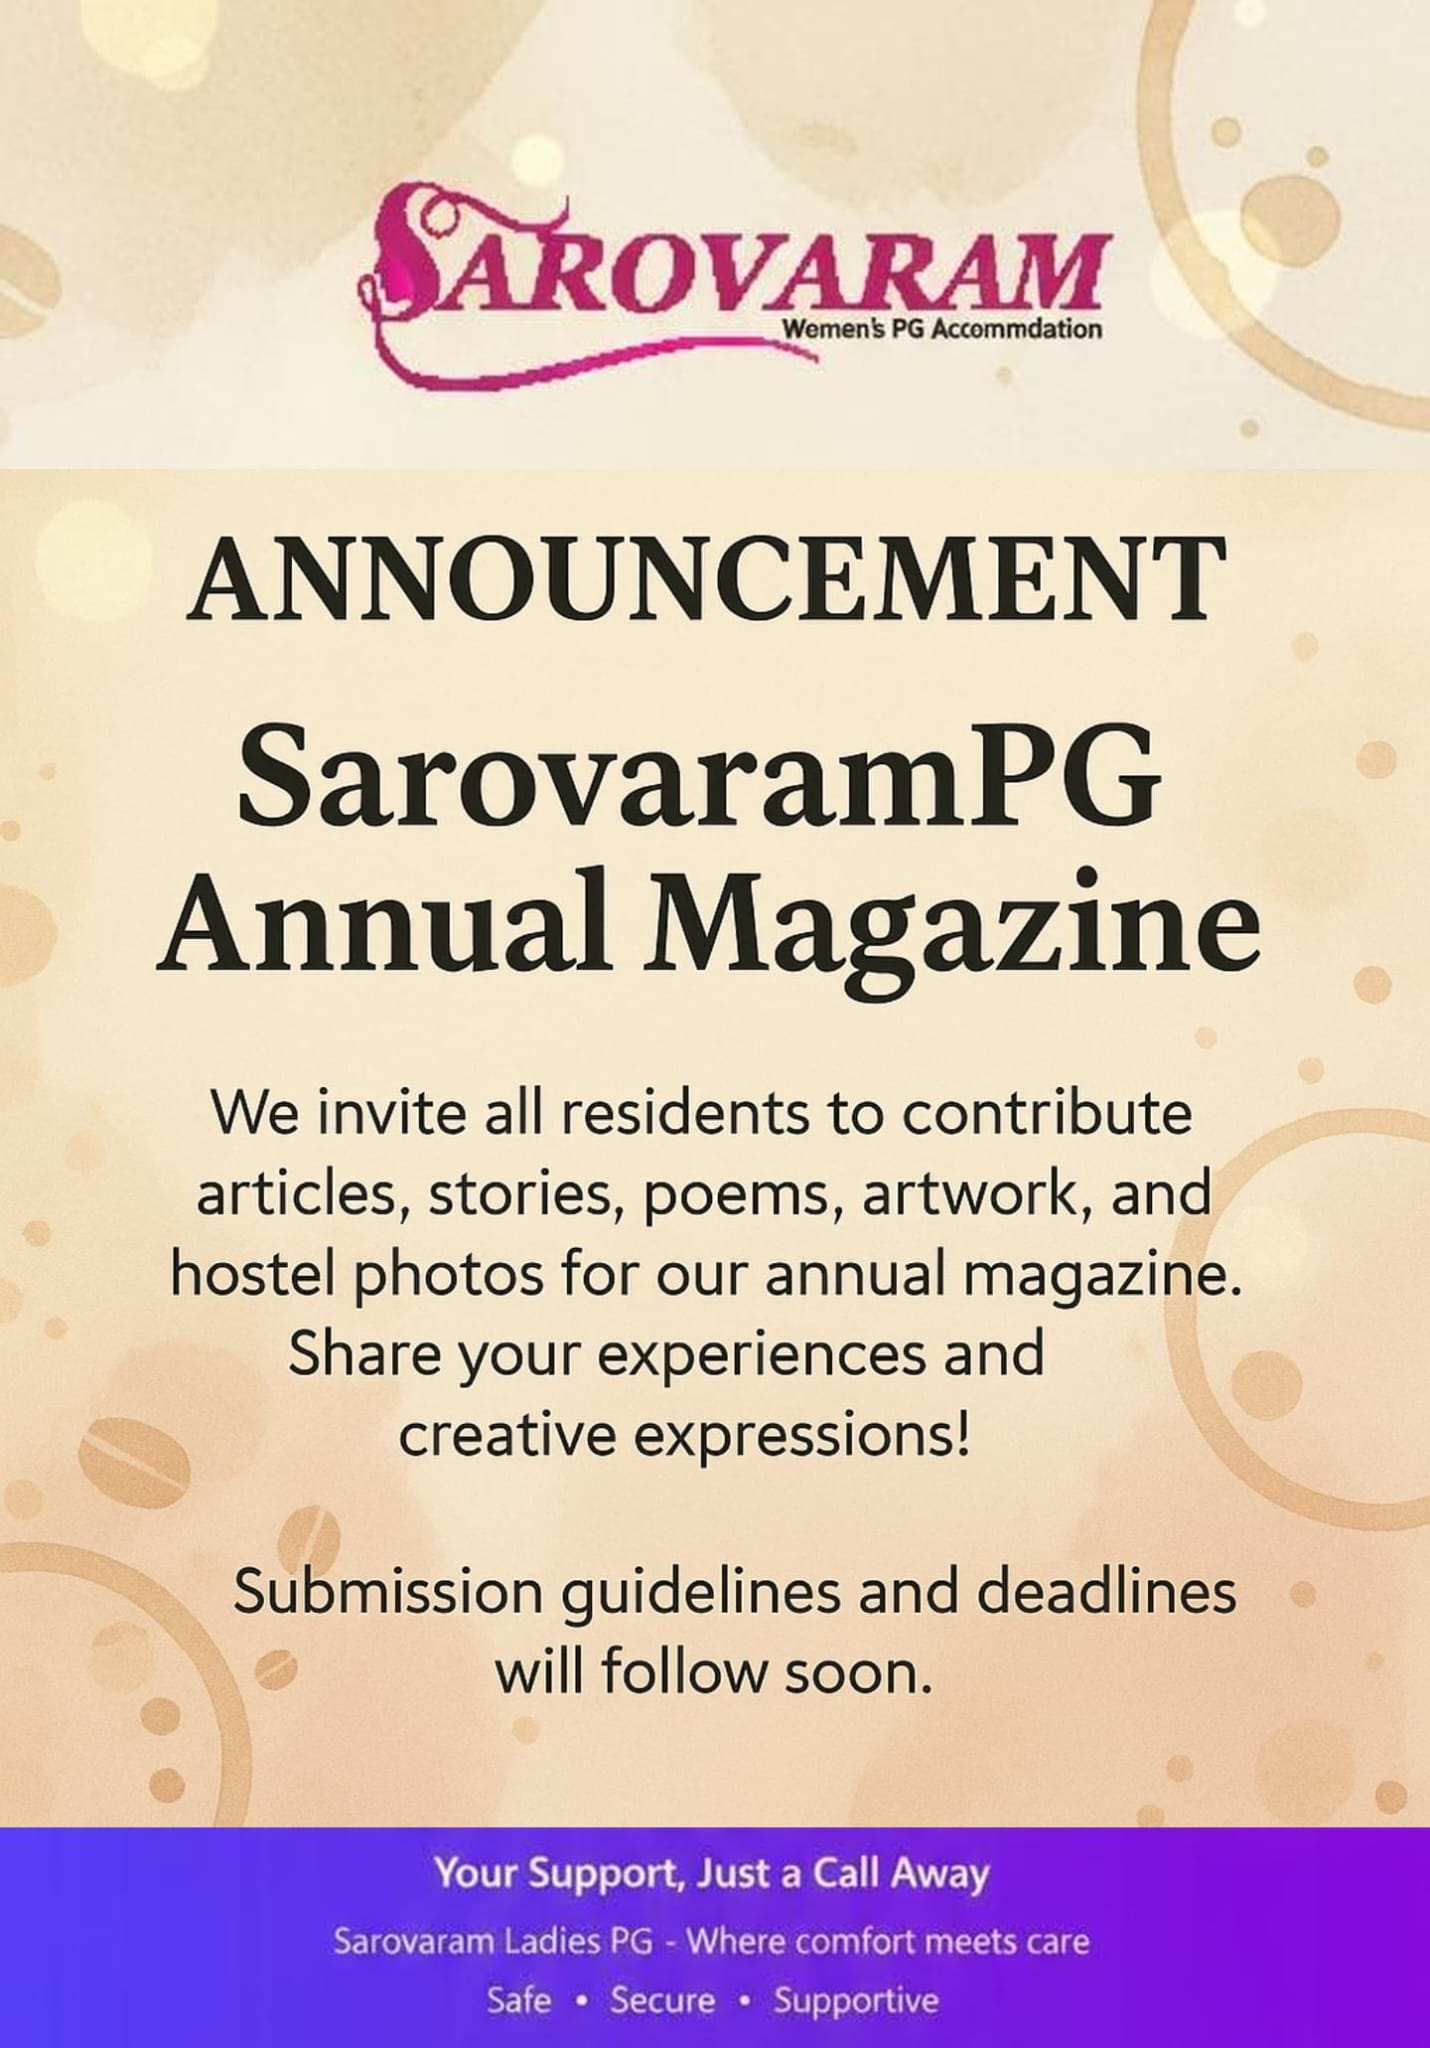 SAROVARAM
Wemen's PG Accommdation
ANNOUNCEMENT
SarovaramPG
Annual Magazine
We invite all residents to contribute
articles, stories, poems, artwork, and
hostel photos for our annual magazine.
Share your experiences and
creative expressions!
Submission guidelines and deadlines
will follow soon.
Your Support, Just a Call Away
Sarovaram Ladies PG - Where comfort meets care
Safe • Secure • Supportive